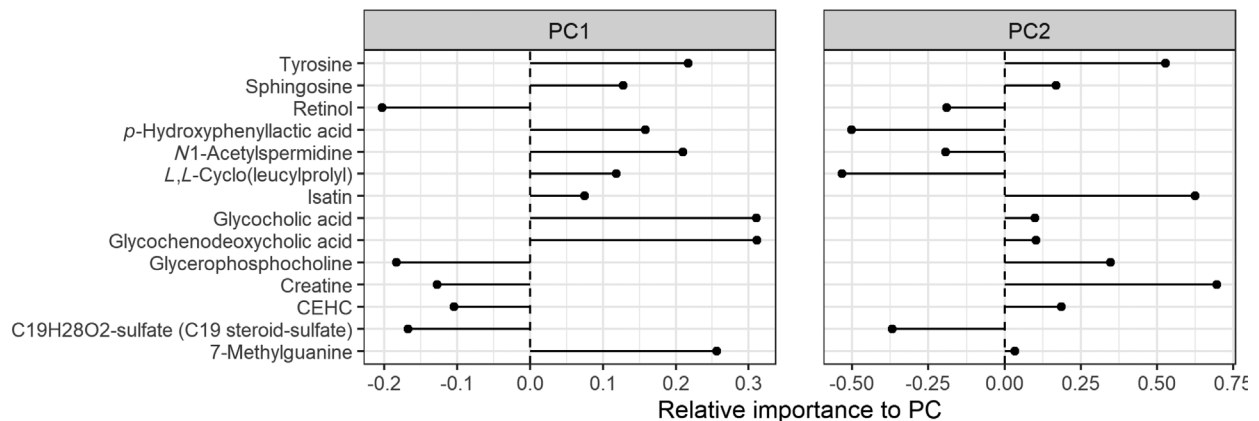 PC1
PC2
Tyrosine
Sphingosine
Retinol
p-Hydroxyphenyllactic acid
N1-Acetylspermidine
L,L-Cyclo(leucylprolyl)
Isatin
Glycocholic acid
Glycochenodeoxycholic acid
Glycerophosphocholine
Creatine
CEHC
C19H28O2-sulfate (C19 steroid-sulfate)
7-Methylguanine
-0.2 -0.1 0.0 0.1 0.2 0.3
-0.50 -0.25 0.00 0.25 0.50 0.75
Relative importance to PC